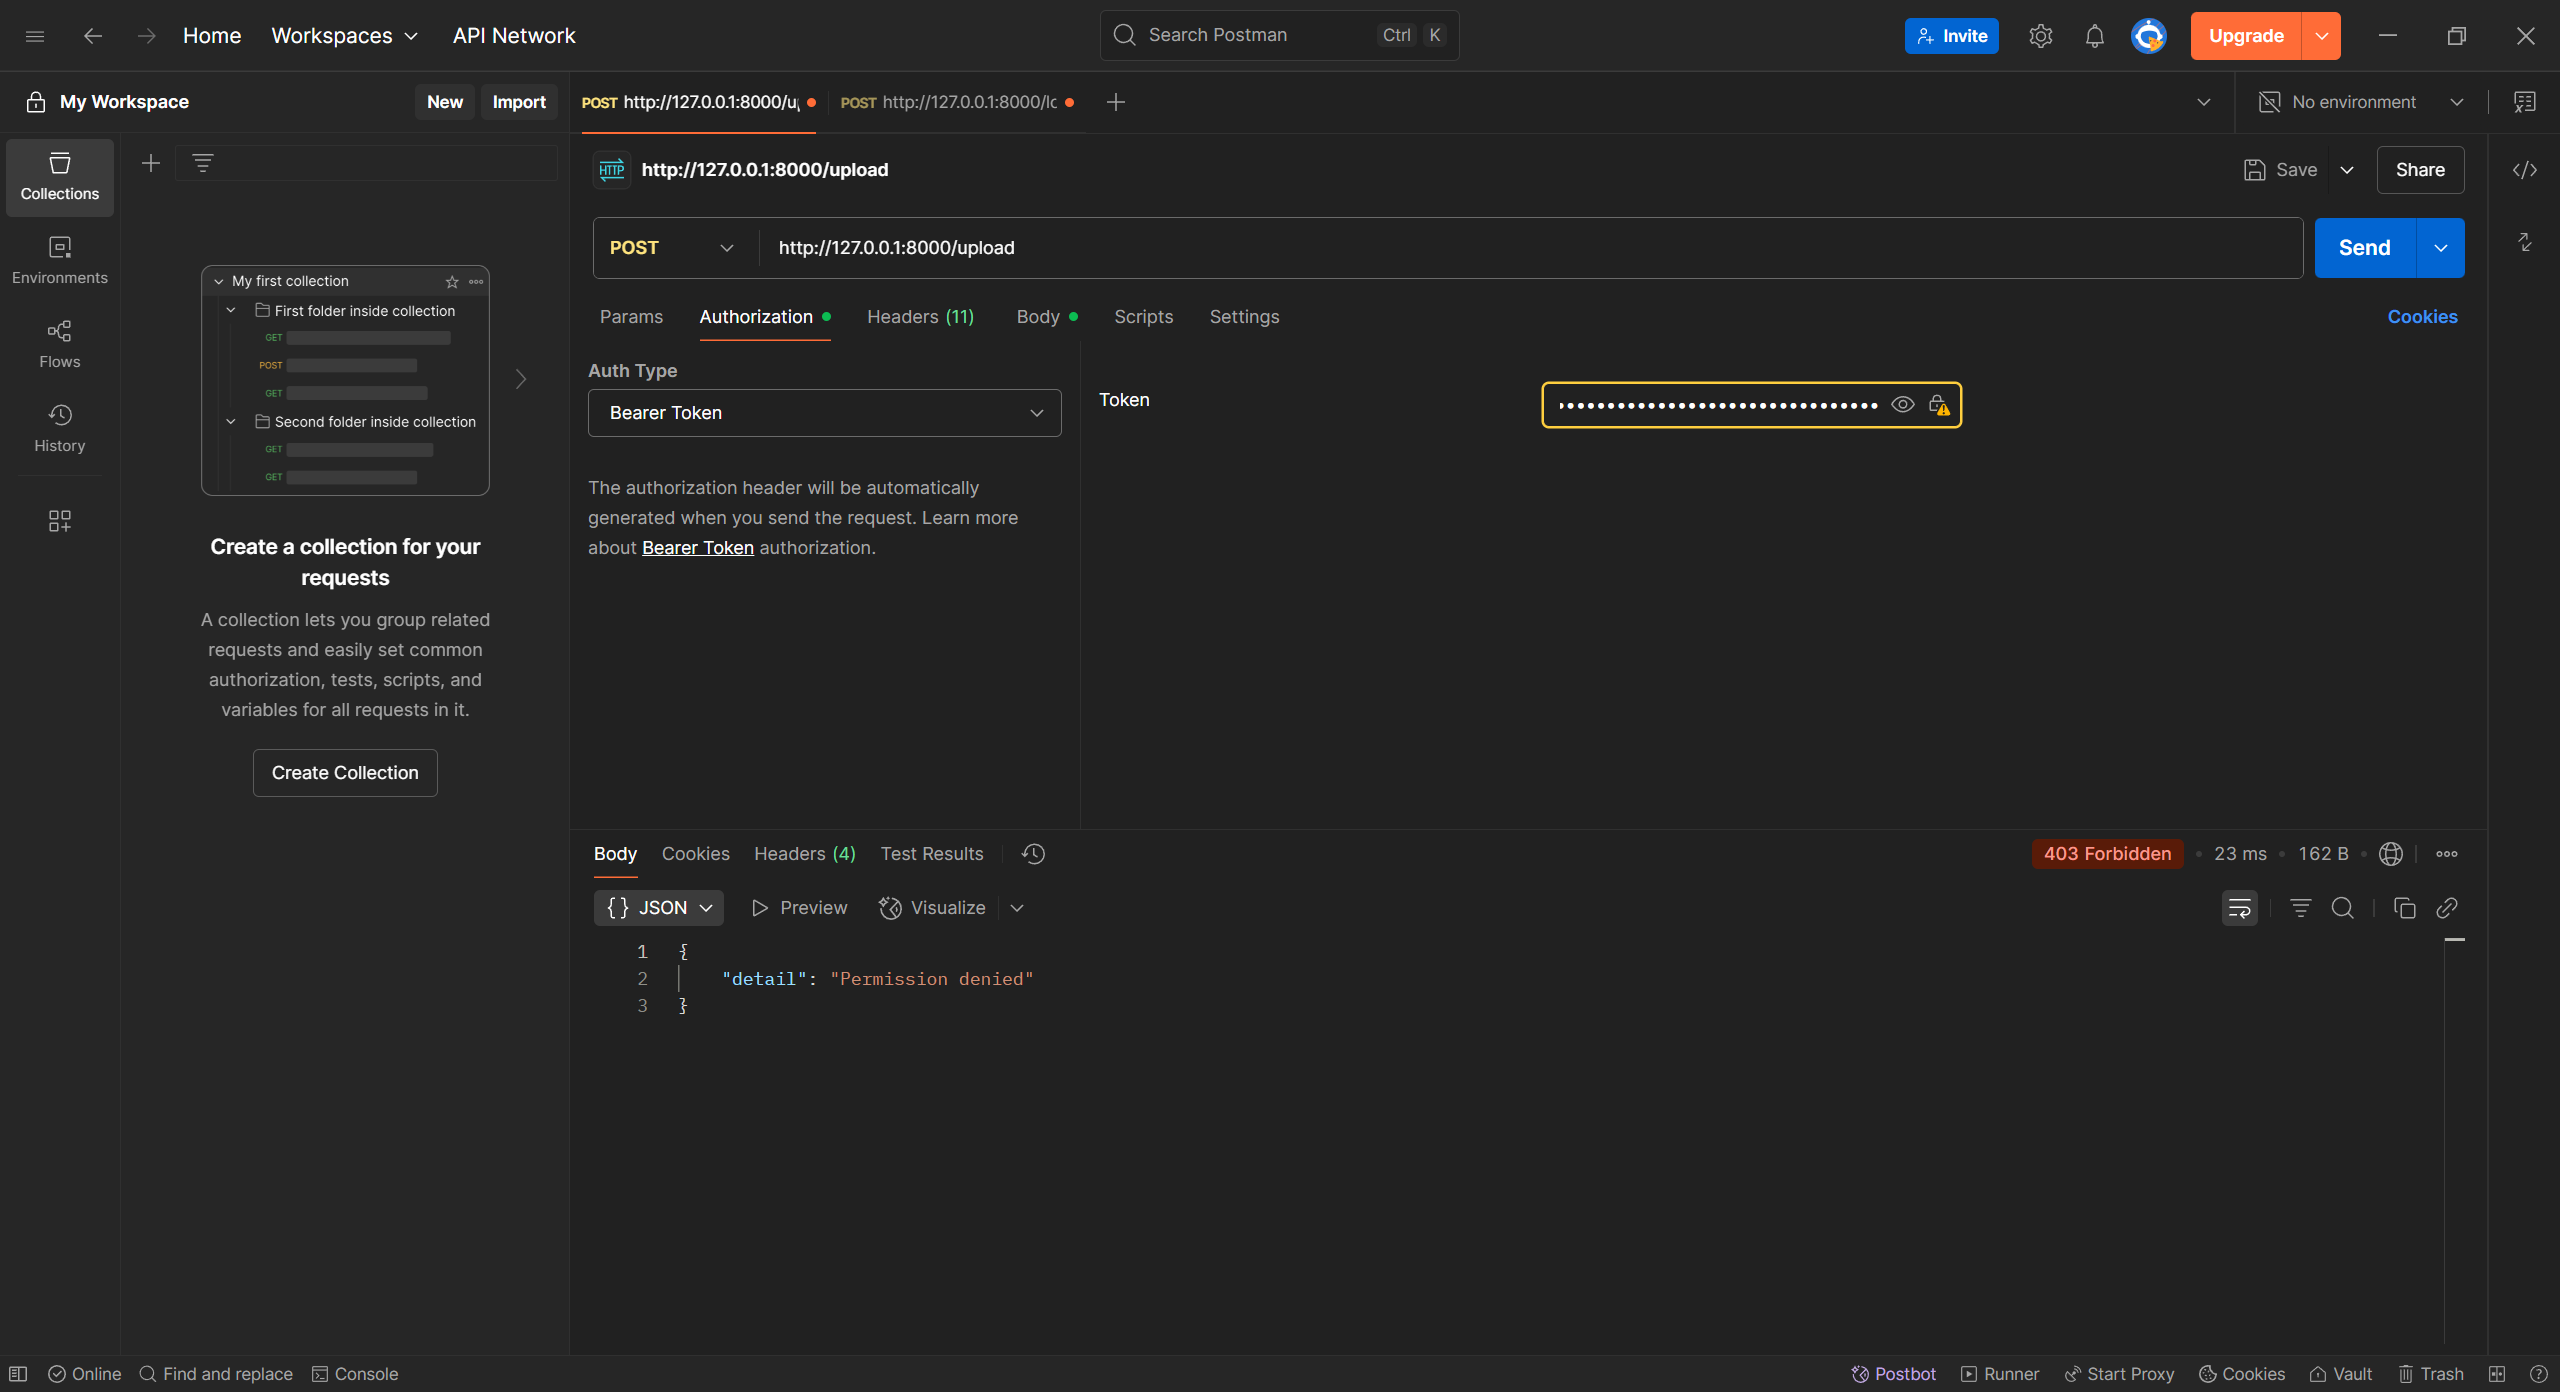 Home
Workspaces
API Network
Search Postman
Ctrl
K
Invite
Upgrade
My Workspace
New
Import
POST http://127.0.0.1:8000/u
POST http://127.0.0.1:8000/lo
No environment
Collections
Environments
Flows
History
My first collection
First folder inside collection
GET
POST
GET
Second folder inside collection
GET
GET
Create a collection for your
requests
A collection lets you group related
requests and easily set common
authorization, tests, scripts, and
variables for all requests in it.
Create Collection
HTTP
http://127.0.0.1:8000/upload
Save
Share
POST
http://127.0.0.1:8000/upload
Send
Params
Authorization
Headers (11)
Body
Scripts
Settings
Cookies
Auth Type
Bearer Token
The authorization header will be automatically
generated when you send the request. Learn more
about Bearer Token authorization.
Token
Body
Cookies
Headers (4)
Test Results
403 Forbidden
23 ms
162 B
{} JSON
Preview
Visualize
1 {
2 "detail": "Permission denied"
3 }
Online
Find and replace
Console
Postbot
Runner
Start Proxy
Cookies
Vault
Trash